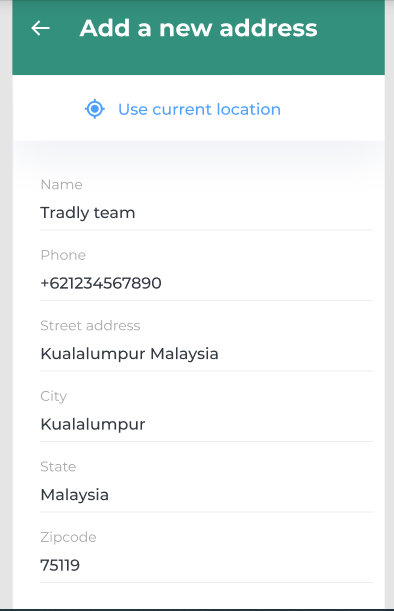 Add a new address
Use current location
Name
Tradly team
Phone
+621234567890
Street address
Kualalumpur Malaysia
City
Kualalumpur
State
Malaysia
Zipcode
75119